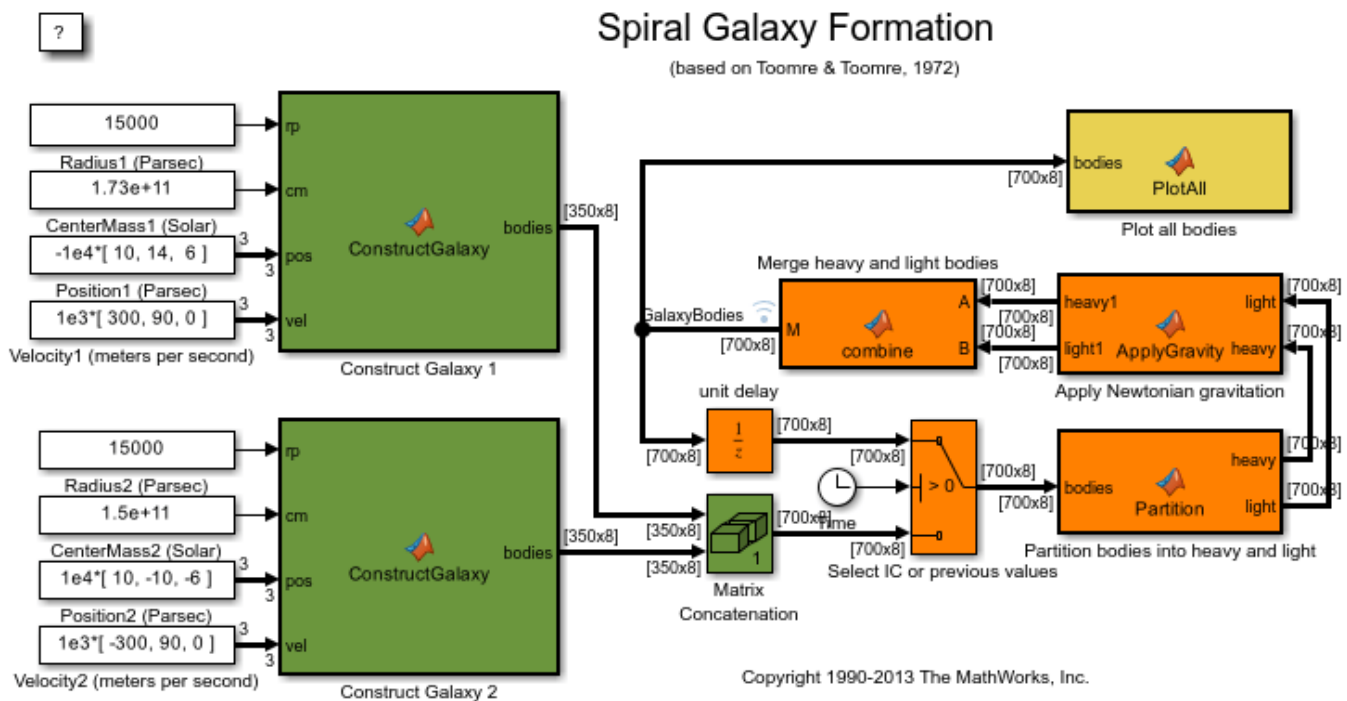 ?
Spiral Galaxy Formation
(based on Toomre & Toomre, 1972)
15000
Radius1 (Parsec)
1.73e+11
CenterMass1 (Solar)
-1e4*[ 10, 14, 6 ]
3
3
Position1 (Parsec)
1e3*[ 300, 90, 0 ]
3
3
Velocity1 (meters per second)
rp
cm
pos
vel
ConstructGalaxy
bodies
[350x8]
Construct Galaxy 1
15000
Radius2 (Parsec)
1.5e+11
CenterMass2 (Solar)
1e4*[ 10, -10, -6 ]
3
3
Position2 (Parsec)
1e3*[ -300, 90, 0 ]
3
3
Velocity2 (meters per second)
rp
cm
pos
vel
ConstructGalaxy
bodies
[350x8]
Construct Galaxy 2
[700x8]
bodies
PlotAll
Plot all bodies
Merge heavy and light bodies
GalaxyBodies
[700x8]
M
combine
A
B
[700x8]
[700x8]
[700x8]
[700x8]
heavy1
light1
ApplyGravity
light
heavy
[700x8]
[700x8]
Apply Newtonian gravitation
unit delay
[700x8]
1
z
[700x8]
[700x8]
[350x8]
[350x8]
1
Matrix
Concatenation
[700x8]
Time
[700x8]
> 0
Select IC or previous values
[700x8]
[700x8]
bodies
Partition
heavy
light
[700x8]
[700x8]
Partition bodies into heavy and light
Copyright 1990-2013 The MathWorks, Inc.